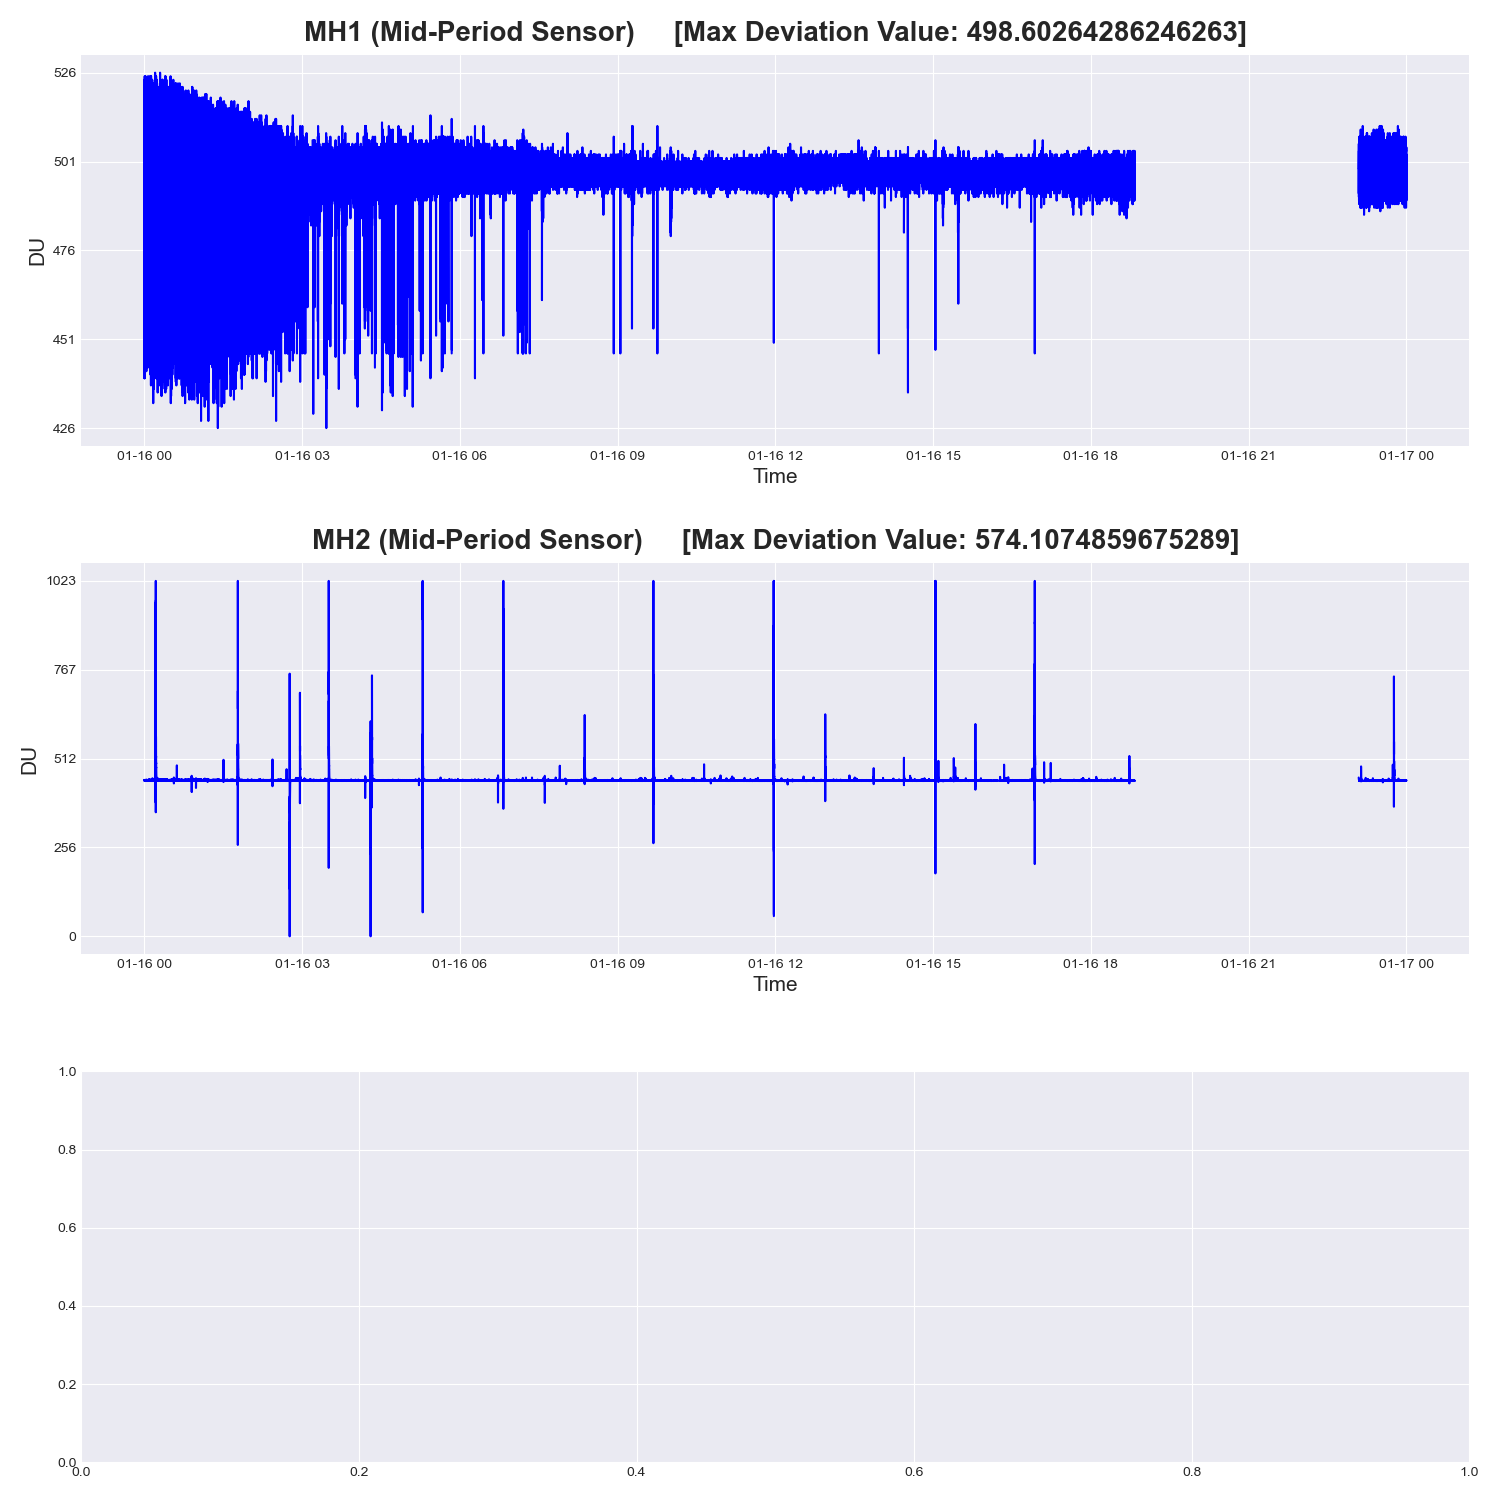 MH1 (Mid-Period Sensor) [Max Deviation Value: 498.60264286246263]
526
501
476
451
426
DU
01-16 00 01-16 03 01-16 06 01-16 09 01-16 12 01-16 15 01-16 18 01-16 21 01-17 00
Time
MH2 (Mid-Period Sensor) [Max Deviation Value: 574.1074859675289]
1023
767
512
256
0
DU
01-16 00 01-16 03 01-16 06 01-16 09 01-16 12 01-16 15 01-16 18 01-16 21 01-17 00
Time
1.0
0.8
0.6
0.4
0.2
0.0
0.0 0.2 0.4 0.6 0.8 1.0